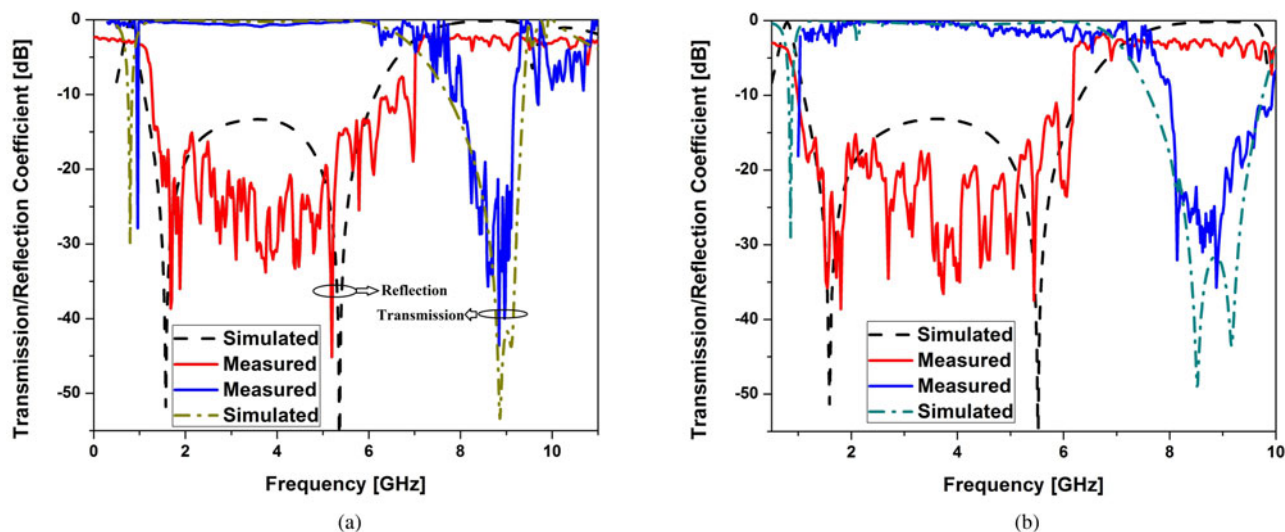 Transmission/Reflection Coefficient [dB]
0
-10
-20
-30
-40
-50
Reflection
Transmission
Simulated
Measured
Measured
Simulated
0 2 4 6 8 10
Frequency [GHz]
(a)
Transmission/Reflection Coefficient [dB]
0
-10
-20
-30
-40
-50
Simulated
Measured
Measured
Simulated
2 4 6 8 10
Frequency [GHz]
(b)